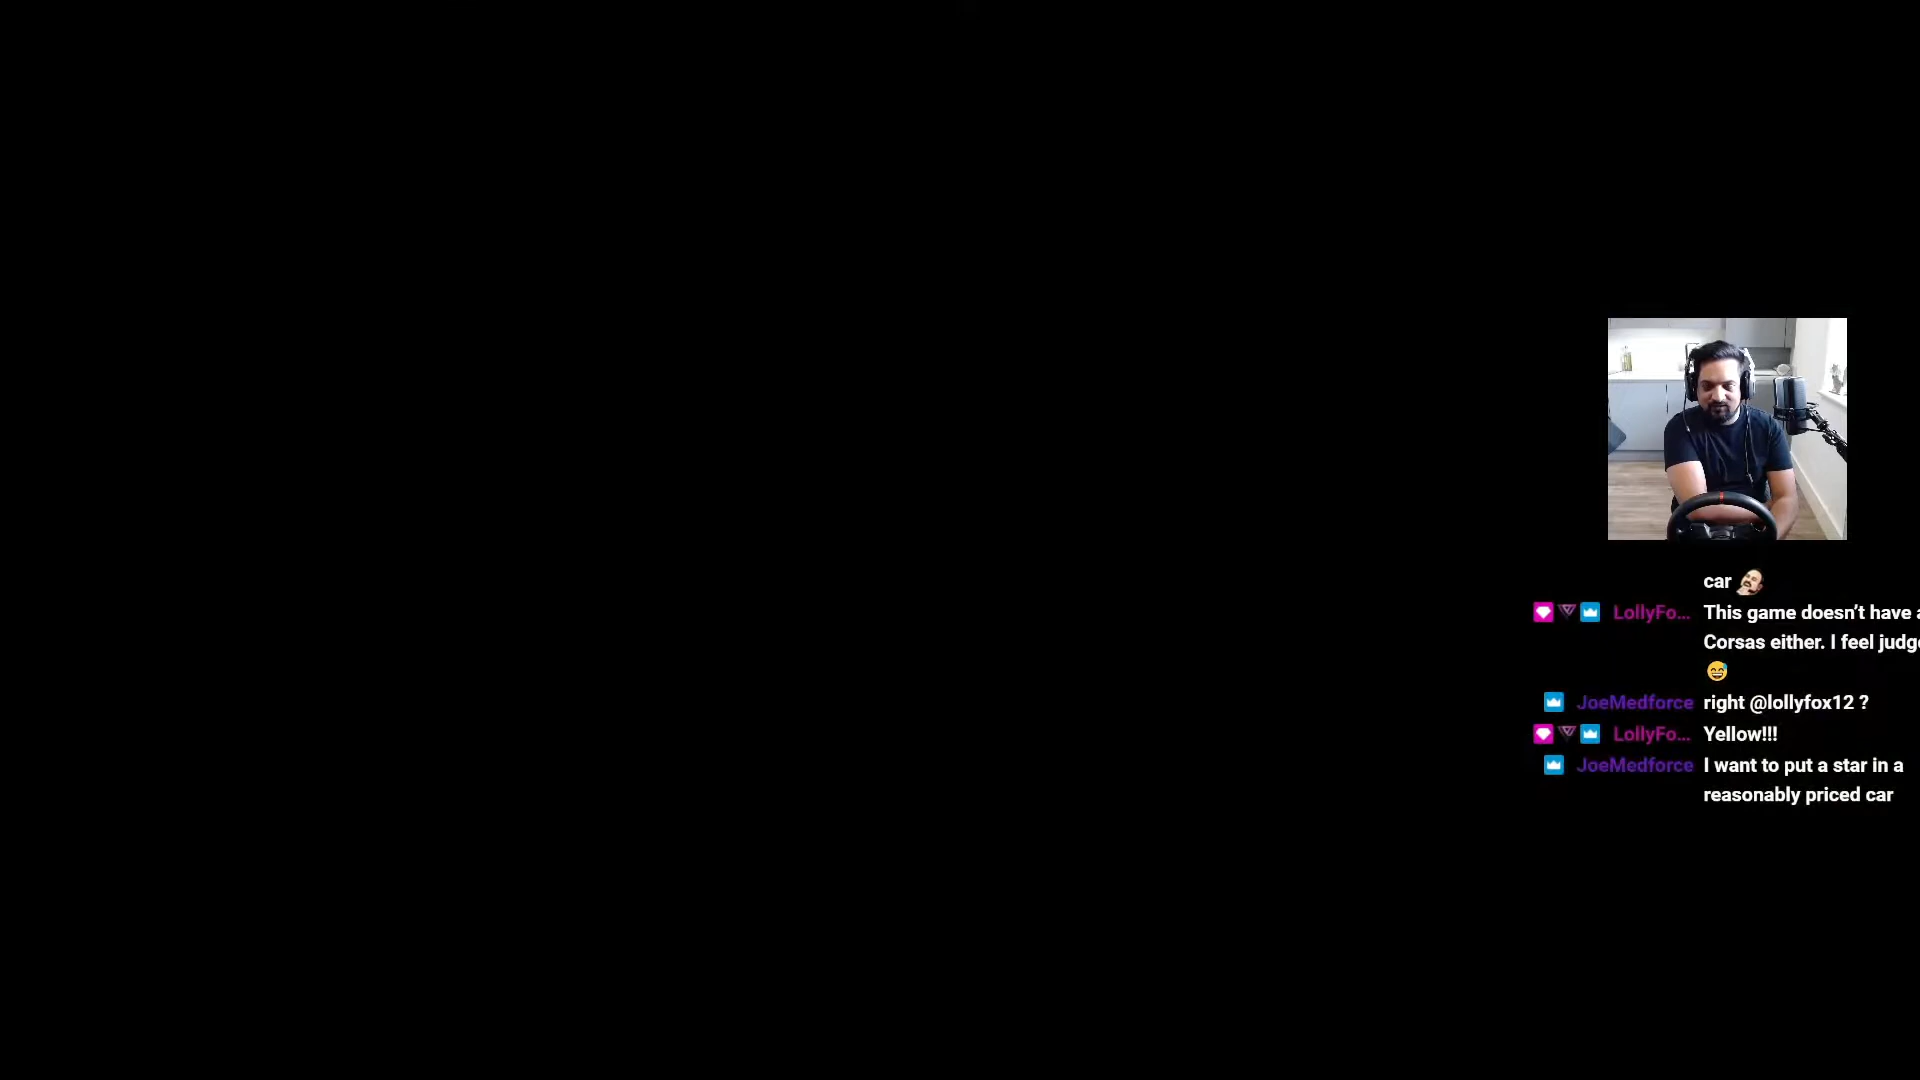 car
LollyFo... This game doesn't have a
Corsas either. I feel judg
JoeMedforce right @lollyfox12 ?
LollyFo... Yellow!!!
JoeMedforce I want to put a star in a
reasonably priced car